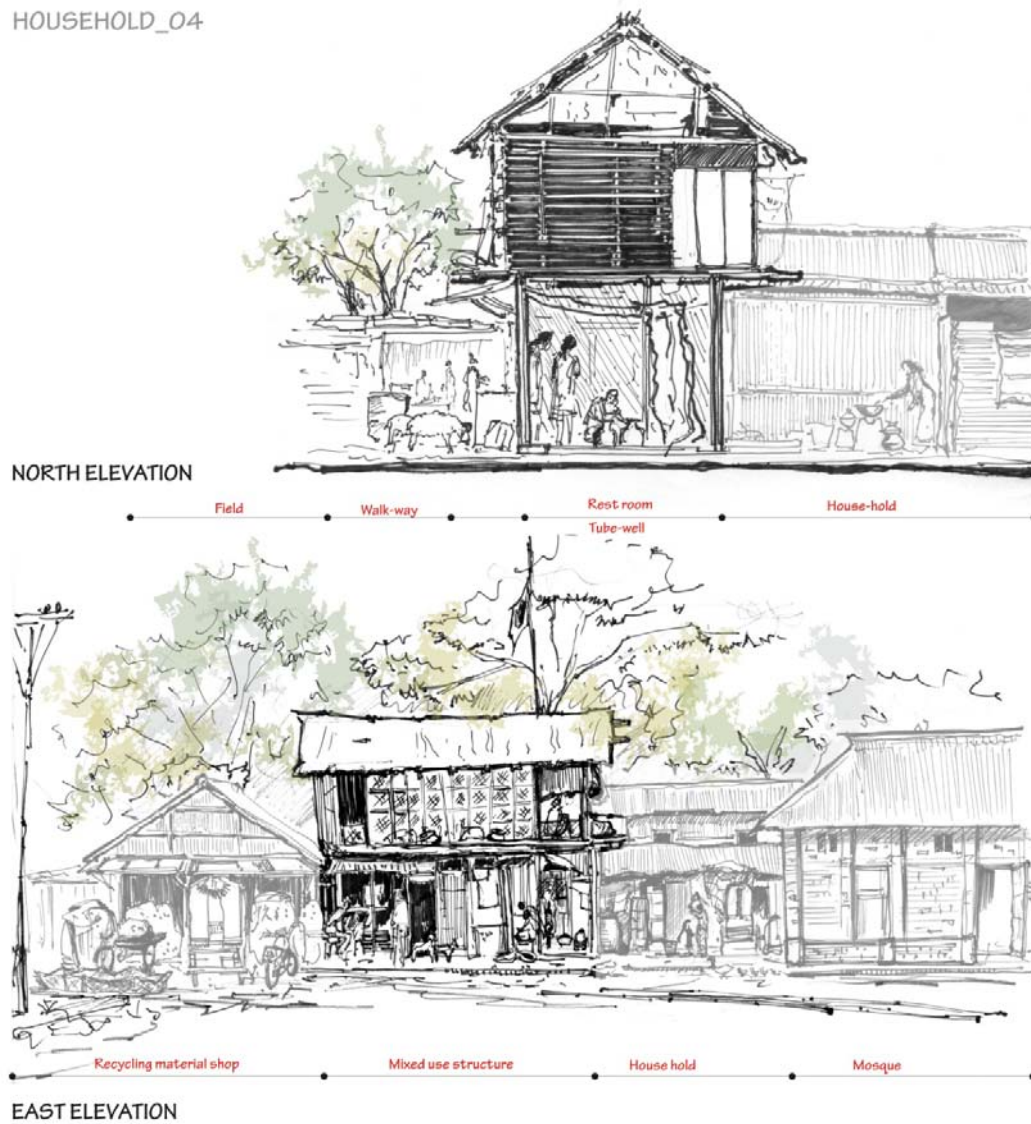 HOUSEHOLD_04
NORTH ELEVATION
Field
Walk-way
Rest room
House-hold
Tube-well
Recycling material shop
Mixed use structure
House hold
Mosque
EAST ELEVATION